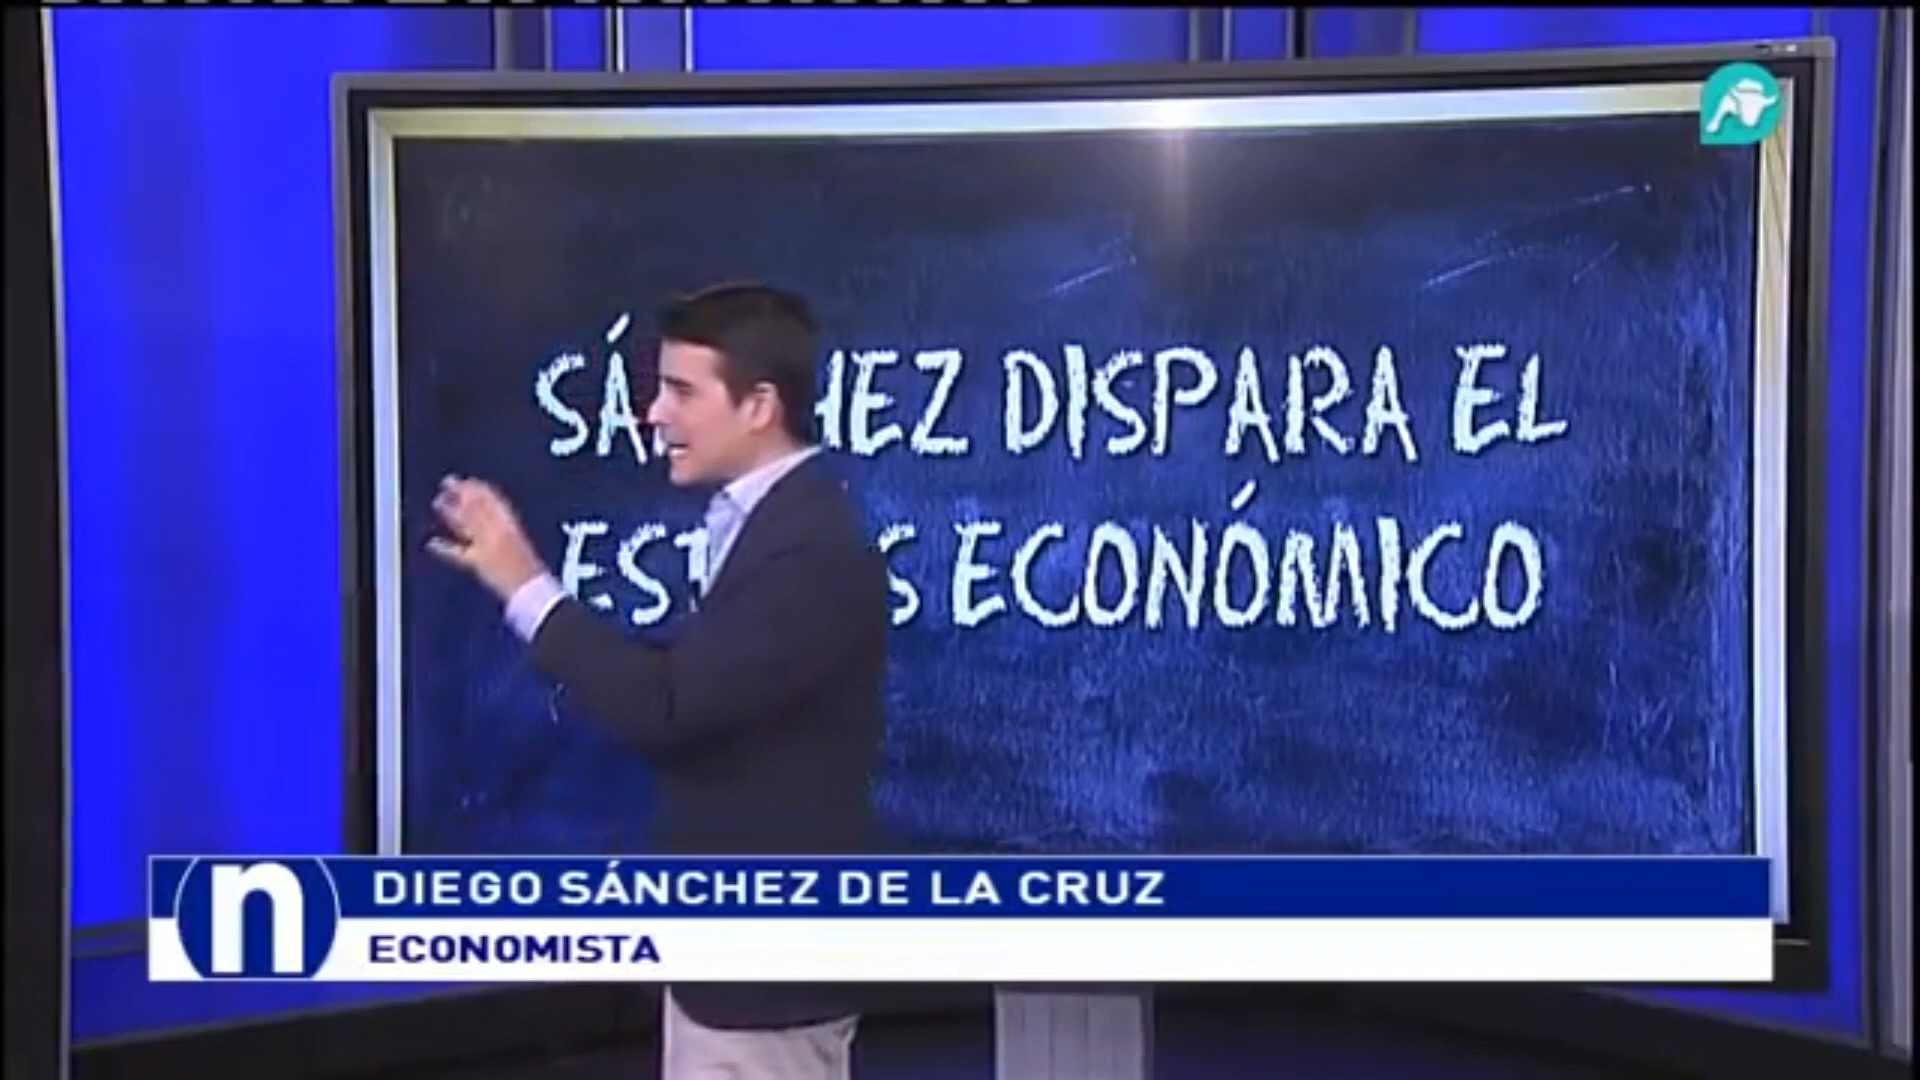 DISPARA EL
ECONÓMICO
n
DIEGO SÁNCHEZ DE LA CRUZ
ECONOMISTA